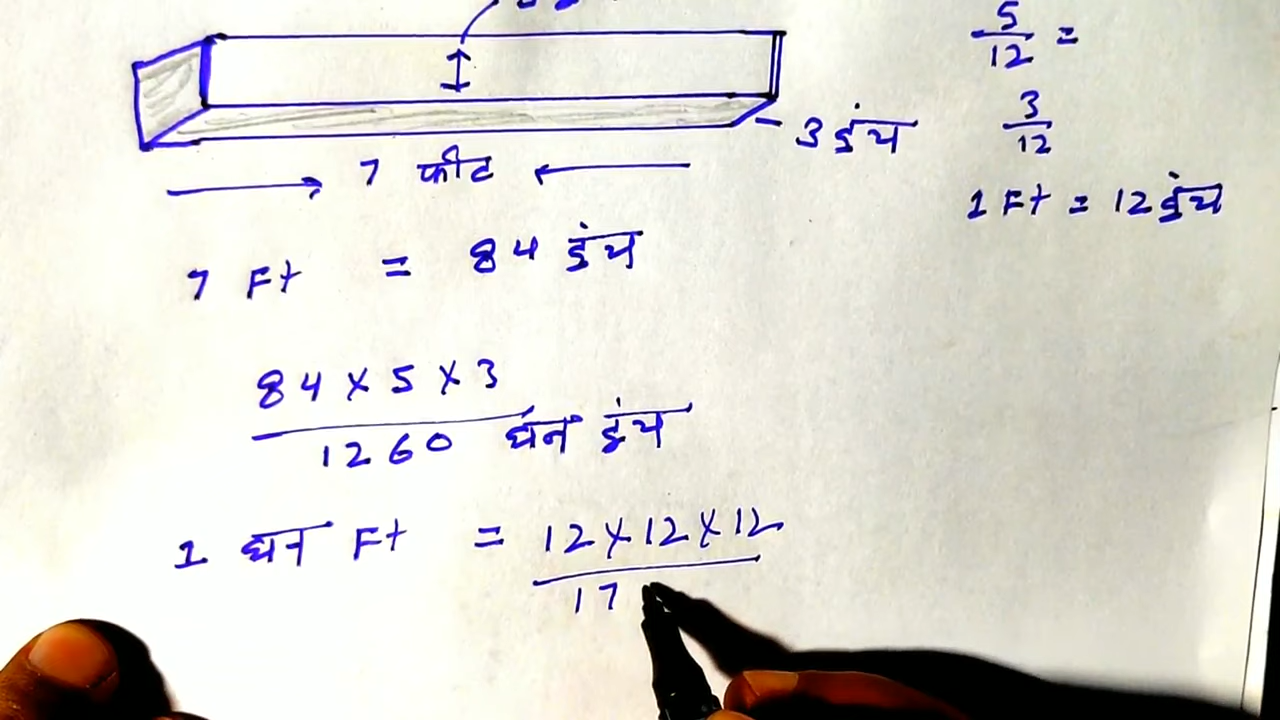 3 इंच
7 फीट
7 Ft = 84 इंच
84 × 5 × 3
1260 घन इंच
1 घन Ft = 12 × 12 × 12
17
5
12 =
3
12
1 Ft = 12 इंच